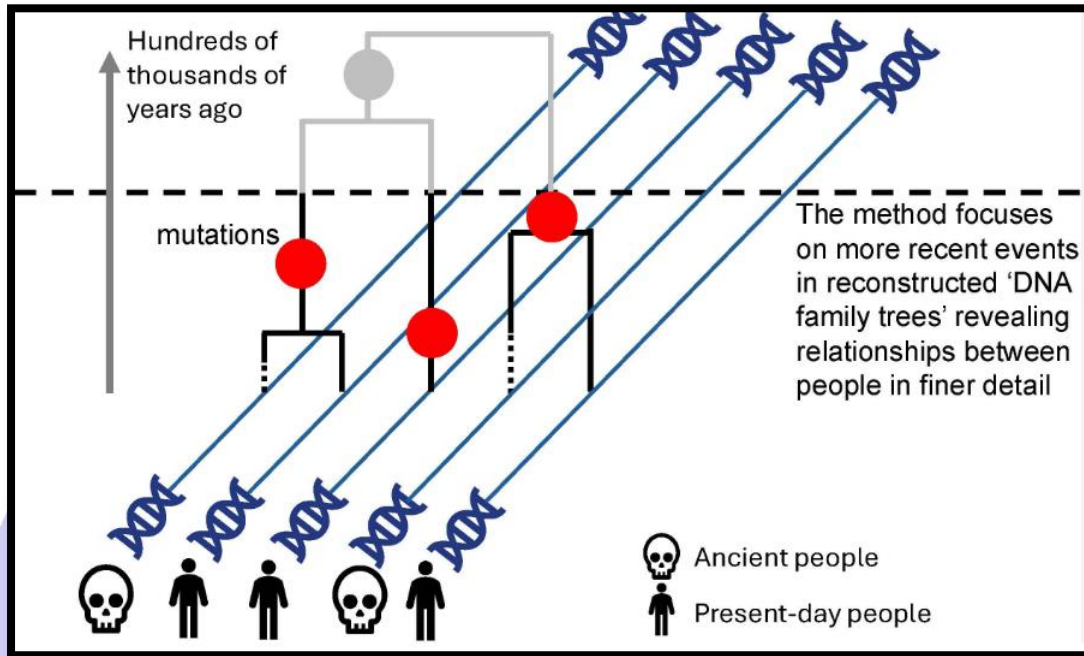 Hundreds of
thousands of
years ago
mutations
The method focuses
on more recent events
in reconstructed ‘DNA
family trees’ revealing
relationships between
people in finer detail
Ancient people
Present-day people